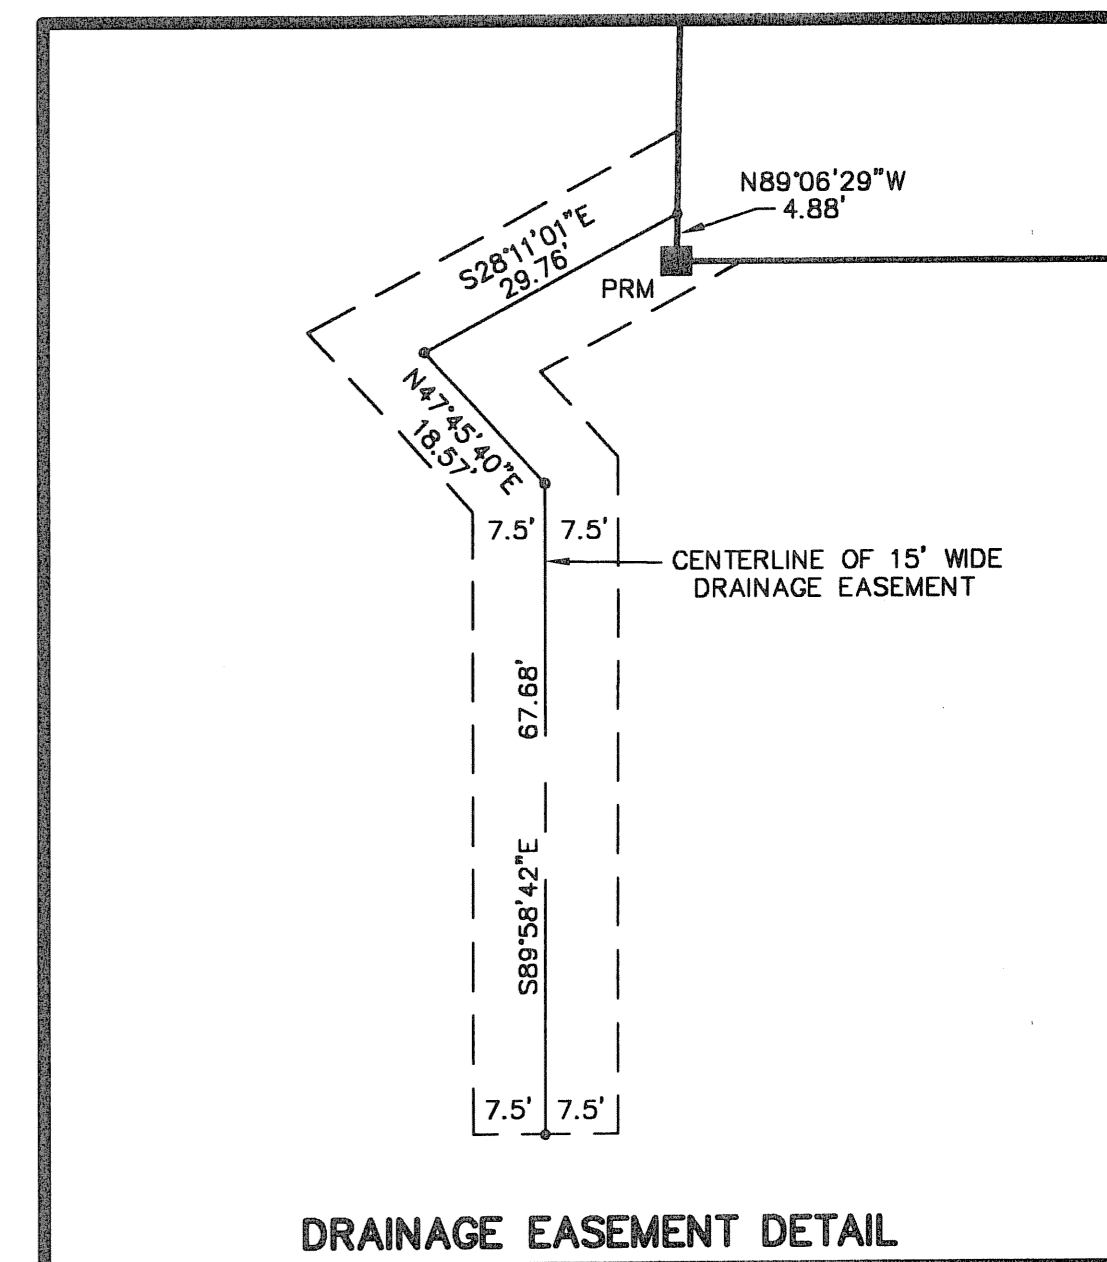 N89°06'29"W
4.88'
S28°11'01"E
29.76'
PRM
N47°45'40"E
18.57'
7.5' 7.5'
CENTERLINE OF 15' WIDE
DRAINAGE EASEMENT
67.68'
S89°58'42"E
7.5' 7.5'
DRAINAGE EASEMENT DETAIL